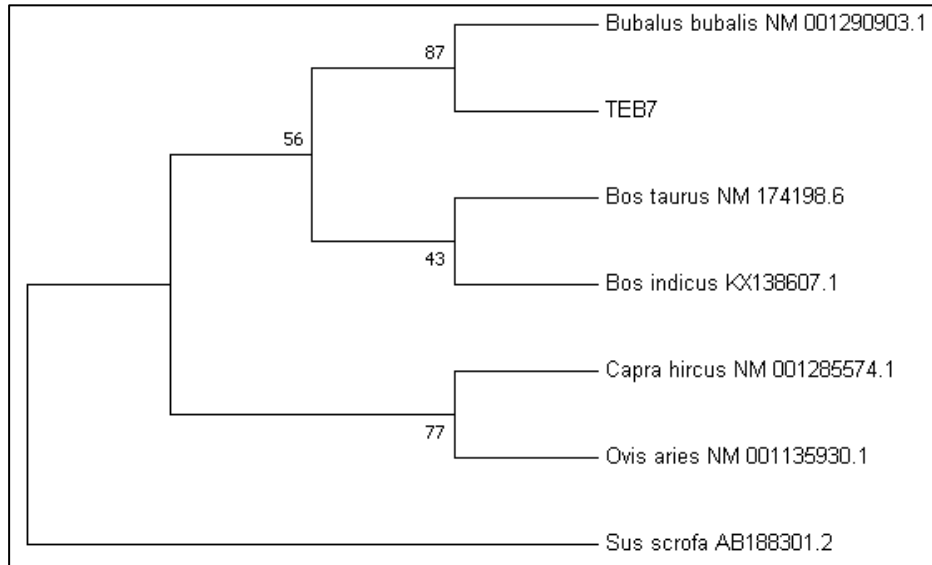 Bubalus bubalis NM 001290903.1
87
TEB7
56
Bos taurus NM 174198.6
43
Bos indicus KX138607.1
Capra hircus NM 001285574.1
77
Ovis aries NM 001135930.1
Sus scrofa AB188301.2